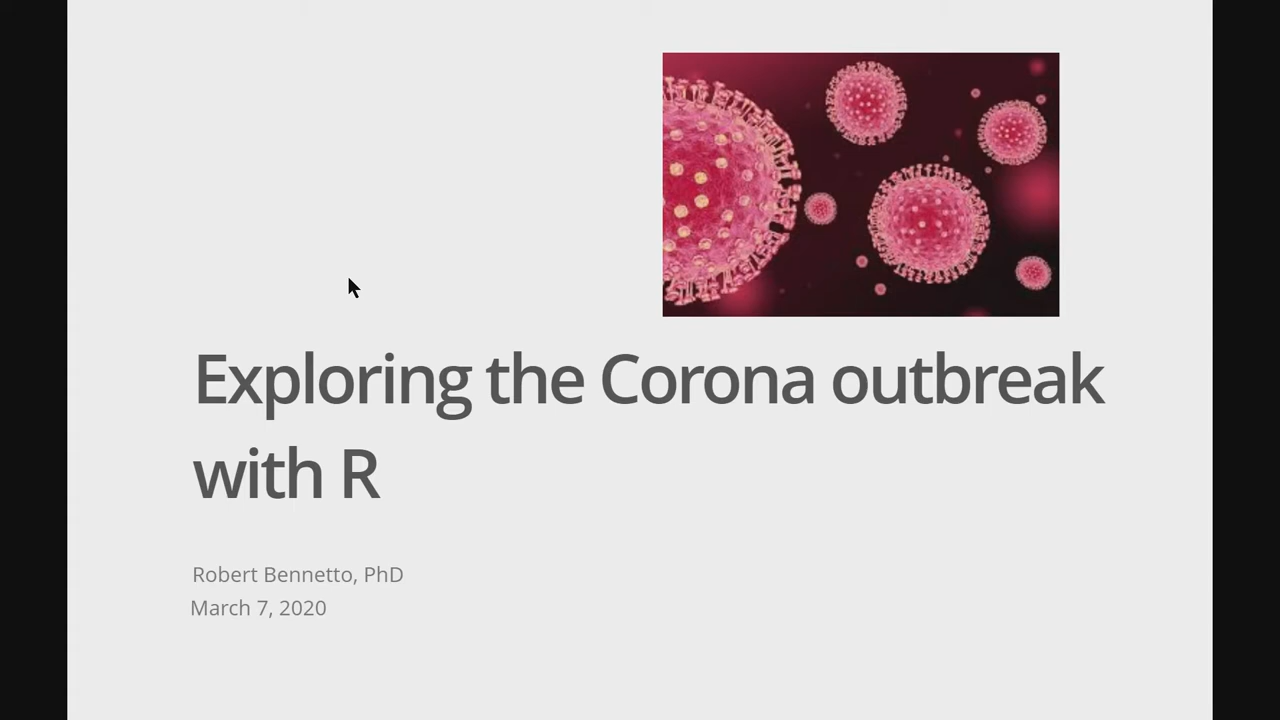 Exploring the Corona outbreak
with R
Robert Bennetto, PhD
March 7, 2020